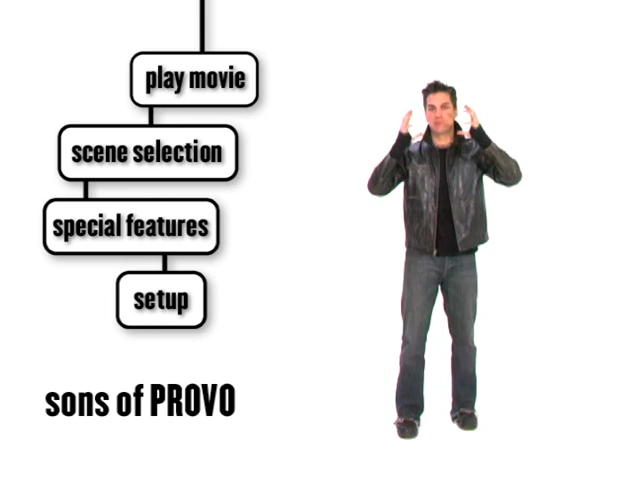 play movie
scene selection
special features
setup
sons of PROVO